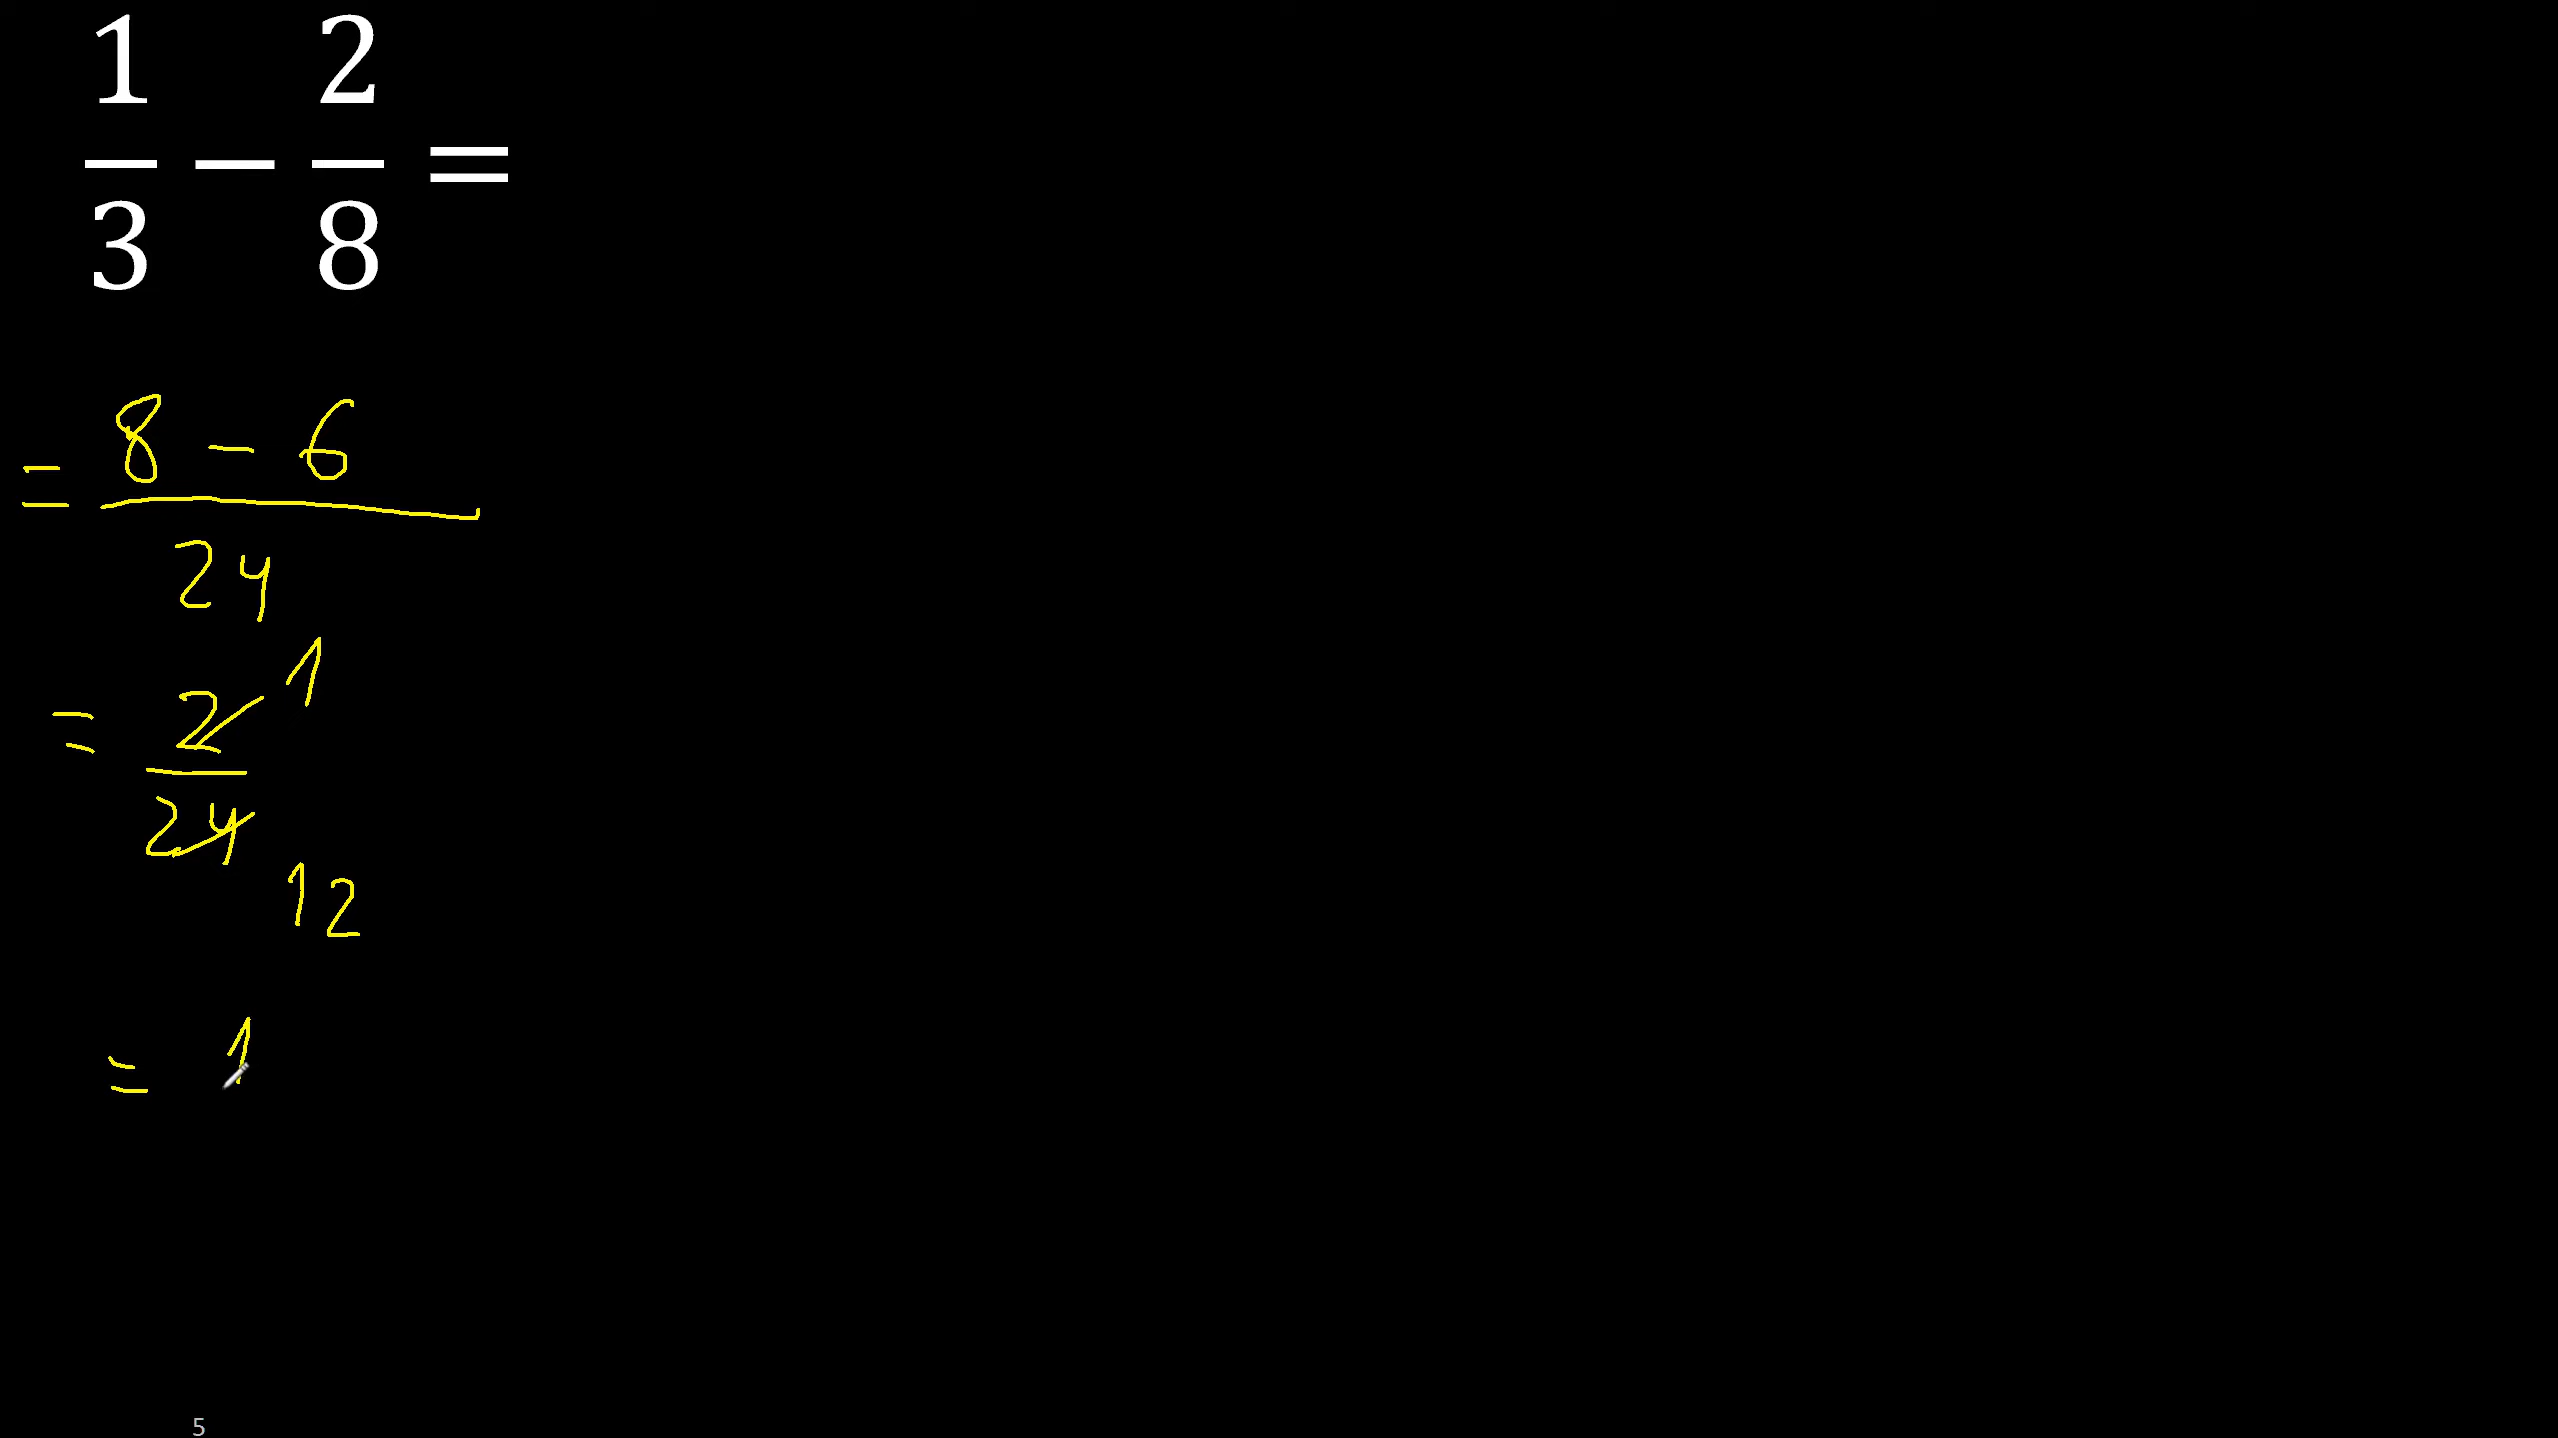 1/3 − 2/8 =
= 8 - 6 / 24
= 2/24 1 12
= 1
5